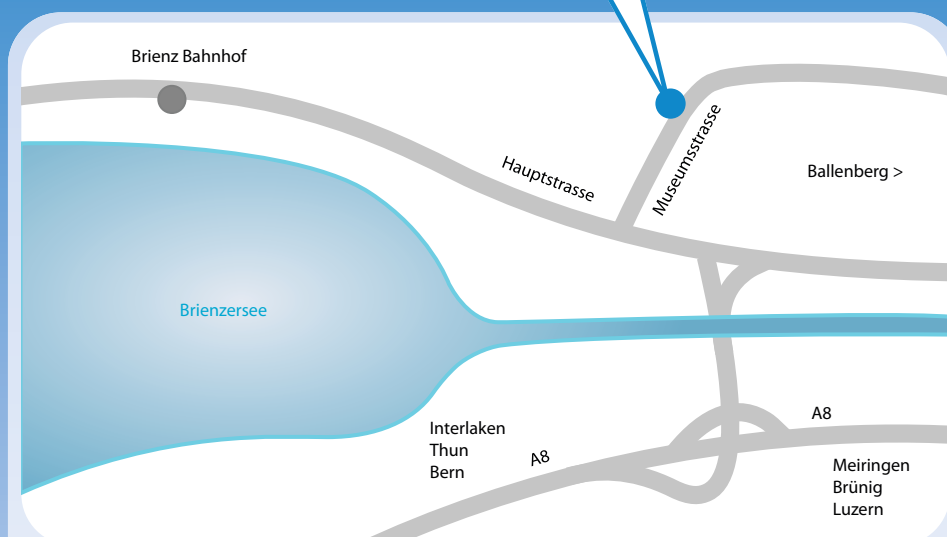 Brienz Bahnhof
Hauptstrasse
Museumsstrasse
Ballenberg >
Brienzersee
Interlaken
Thun
Bern
A8
A8
Meiringen
Brünig
Luzern